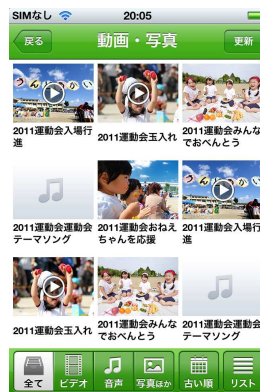 SIMなし 20:05
戻る 動画・写真 更新
2011運動会入場行進
2011運動会玉入れ
2011運動会みんなでおべんとう
2011運動会運動会テーマソング
2011運動会おねえちゃんを応援
2011運動会入場行進
2011運動会玉入れ
2011運動会みんなでおべんとう
2011運動会運動会テーマソング
全て ビデオ 音声 写真ほか 古い順 リスト